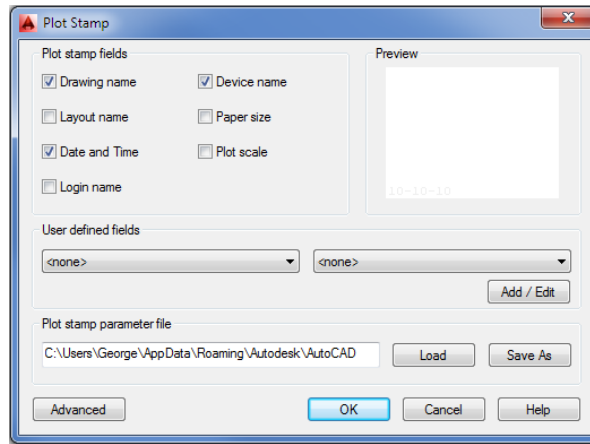 Plot Stamp
Plot stamp fields
Drawing name
Device name
Layout name
Paper size
Date and Time
Plot scale
Login name
Preview
10-10-10
User defined fields
<none>
<none>
Add / Edit
Plot stamp parameter file
C:\Users\George\AppData\Roaming\Autodesk\AutoCAD
Load
Save As
Advanced
OK
Cancel
Help